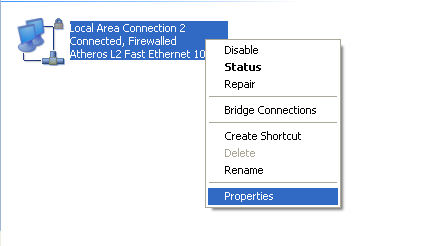 Local Area Connection 2
Connected, Firewalled
Atheros L2 Fast Ethernet 10
Disable
Status
Repair
Bridge Connections
Create Shortcut
Delete
Rename
Properties